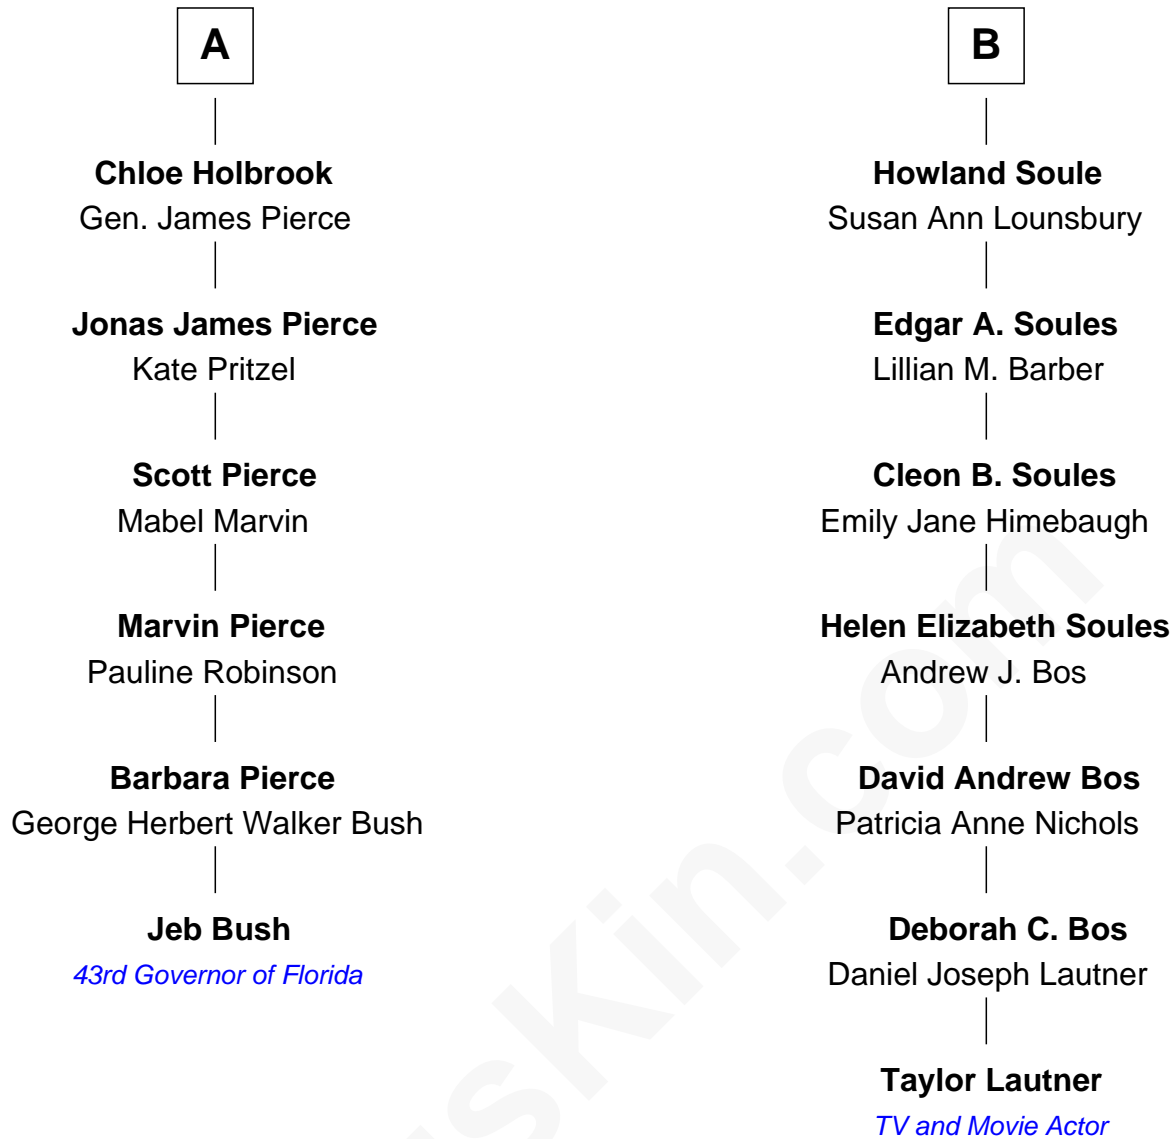 A
Chloe Holbrook
Gen. James Pierce
Jonas James Pierce
Kate Pritzel
Scott Pierce
Mabel Marvin
Marvin Pierce
Pauline Robinson
Barbara Pierce
George Herbert Walker Bush
Jeb Bush
43rd Governor of Florida
B
Howland Soule
Susan Ann Lounsbury
Edgar A. Soules
Lillian M. Barber
Cleon B. Soules
Emily Jane Himebaugh
Helen Elizabeth Soules
Andrew J. Bos
David Andrew Bos
Patricia Anne Nichols
Deborah C. Bos
Daniel Joseph Lautner
Taylor Lautner
TV and Movie Actor
sKin.com